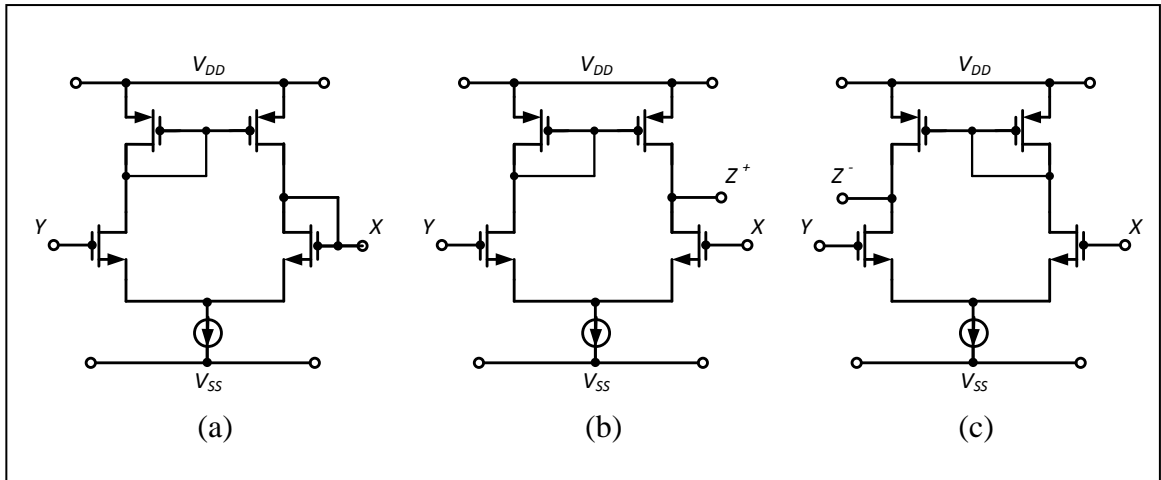 V_DD V_DD V_DD
Z⁺ Z⁻
Y X Y X Y X
V_SS V_SS V_SS
(a) (b) (c)